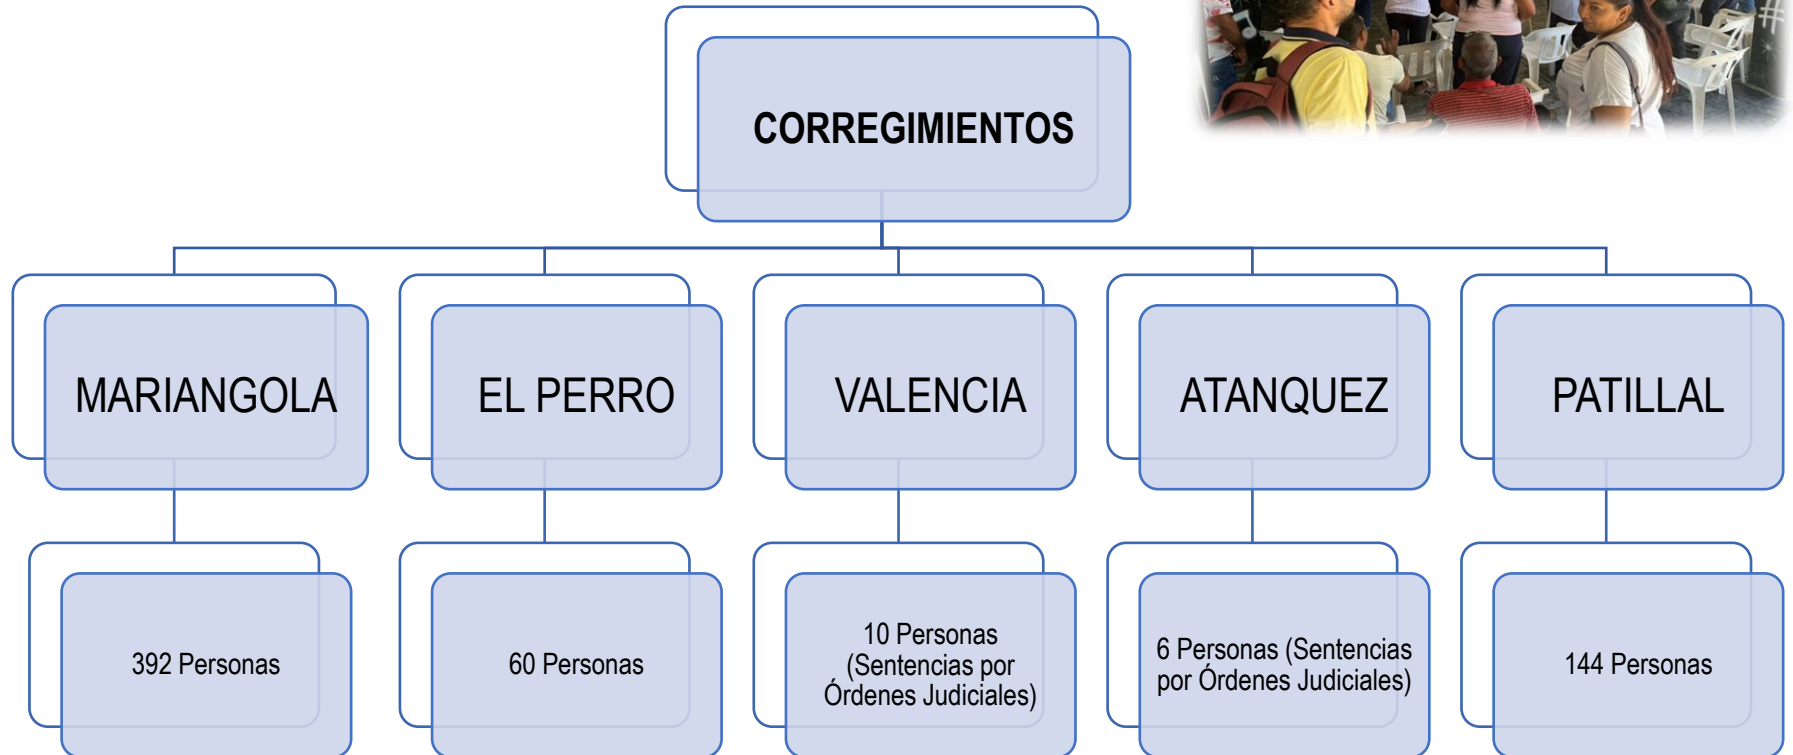 CORREGIMIENTOS
MARIANGOLA
EL PERRO
VALENCIA
ATANQUEZ
PATILLAL
392 Personas
60 Personas
10 Personas
(Sentencias por
Órdenes Judiciales)
6 Personas (Sentencias
por Órdenes Judiciales)
144 Personas